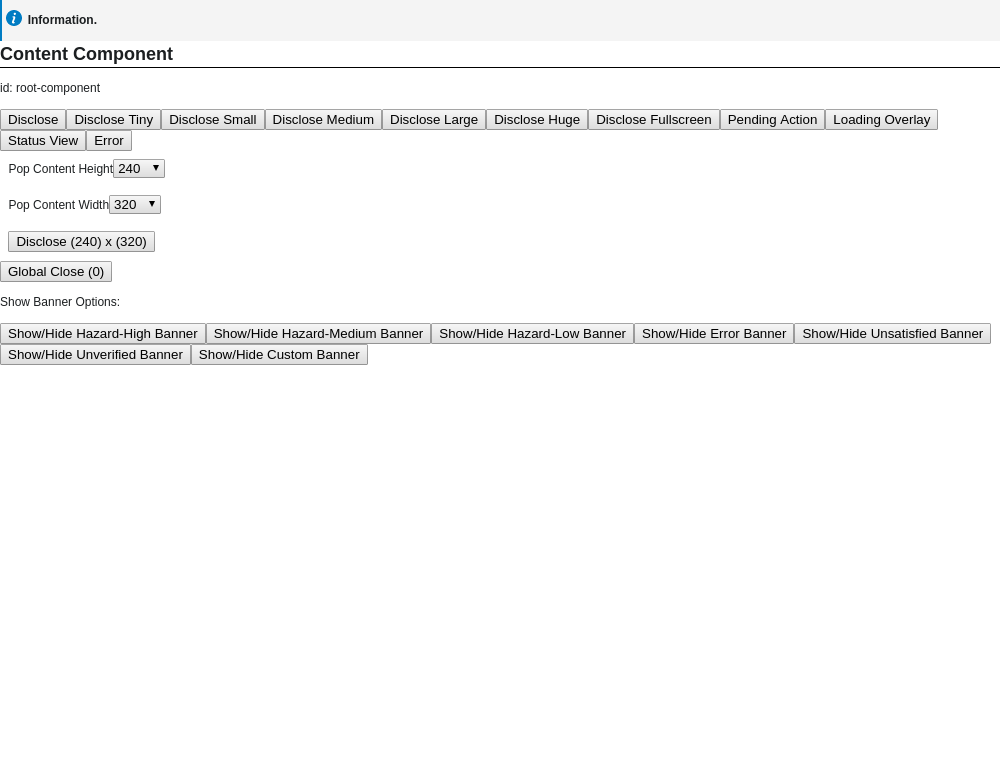 Information.
Content Component
id: root-component
Disclose Disclose Tiny Disclose Small Disclose Medium Disclose Large Disclose Huge Disclose Fullscreen Pending Action Loading Overlay
Status View Error
Pop Content Height 240
Pop Content Width 320
Disclose (240) x (320)
Global Close (0)
Show Banner Options:
Show/Hide Hazard-High Banner Show/Hide Hazard-Medium Banner Show/Hide Hazard-Low Banner Show/Hide Error Banner Show/Hide Unsatisfied Banner
Show/Hide Unverified Banner Show/Hide Custom Banner